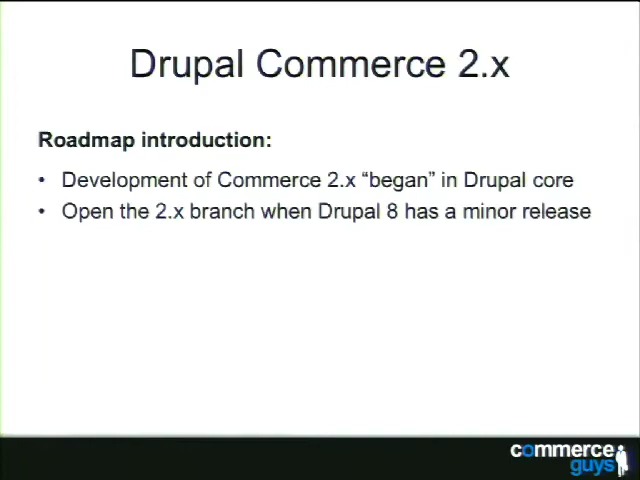 Drupal Commerce 2.x
Roadmap introduction:
• Development of Commerce 2.x “began” in Drupal core
• Open the 2.x branch when Drupal 8 has a minor release
commerce
guys